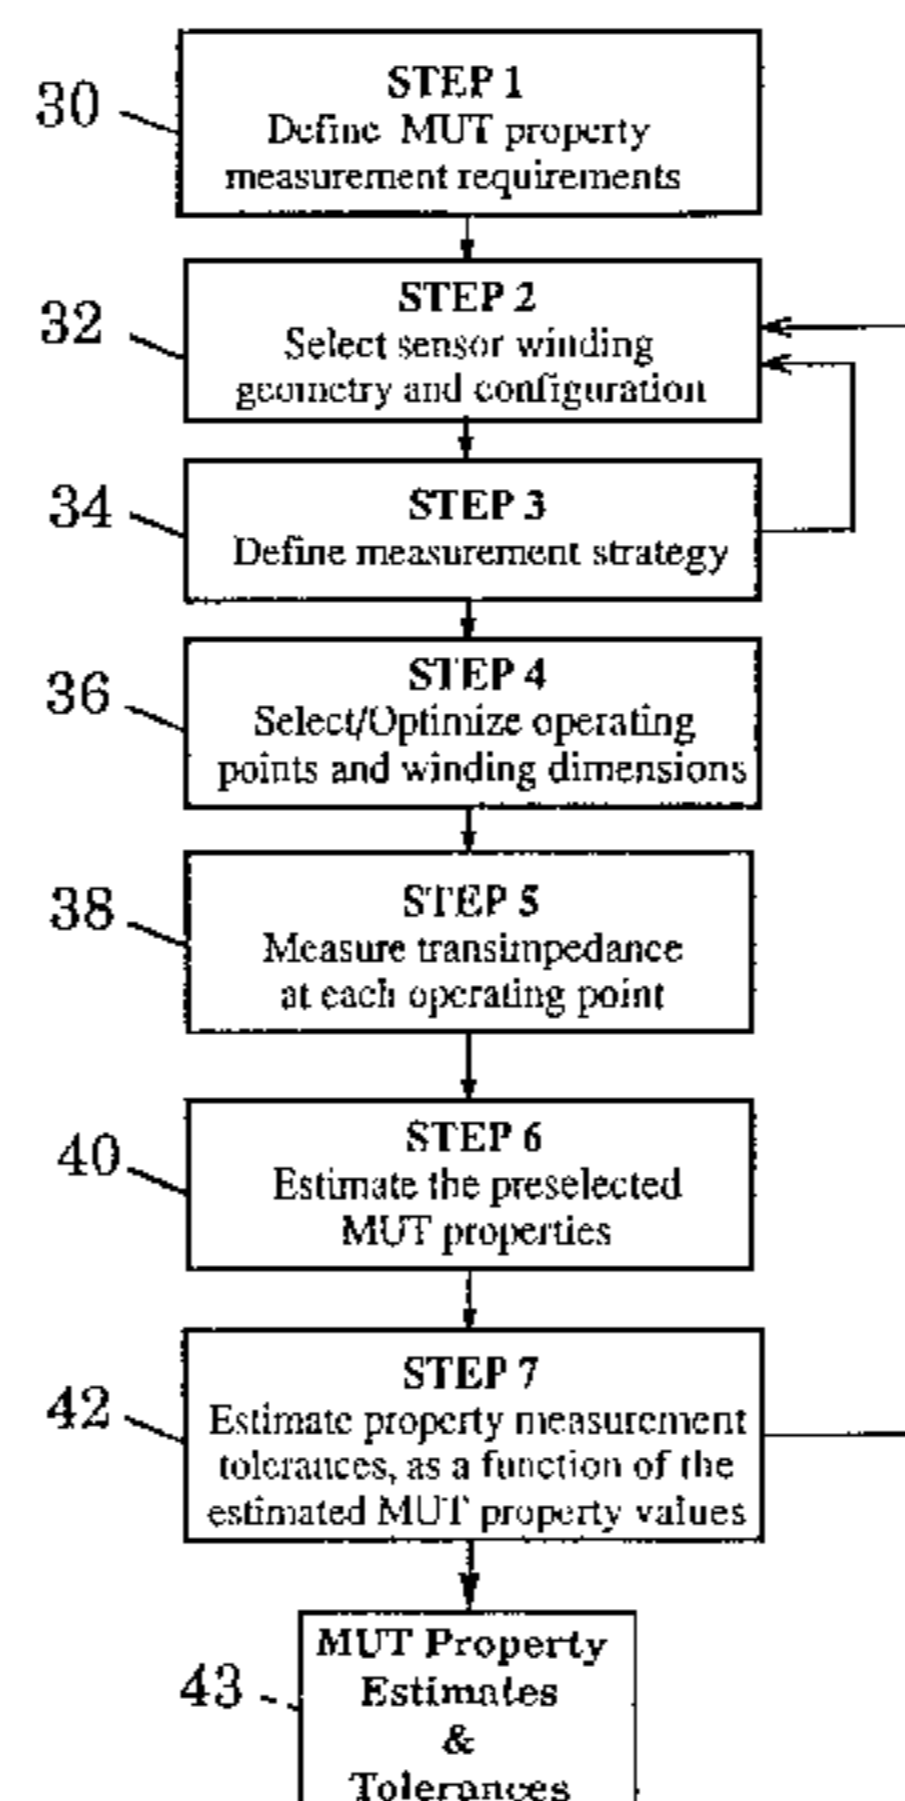 30
STEP 1
Define MUT property
measurement requirements
32
STEP 2
Select sensor winding
geometry and configuration
34
STEP 3
Define measurement strategy
36
STEP 4
Select/Optimize operating
points and winding dimensions
38
STEP 5
Measure transimpedance
at each operating point
40
STEP 6
Estimate the preselected
MUT properties
42
STEP 7
Estimate property measurement
tolerances, as a function of the
estimated MUT property values
43
MUT Property
Estimates
&
Tolerances